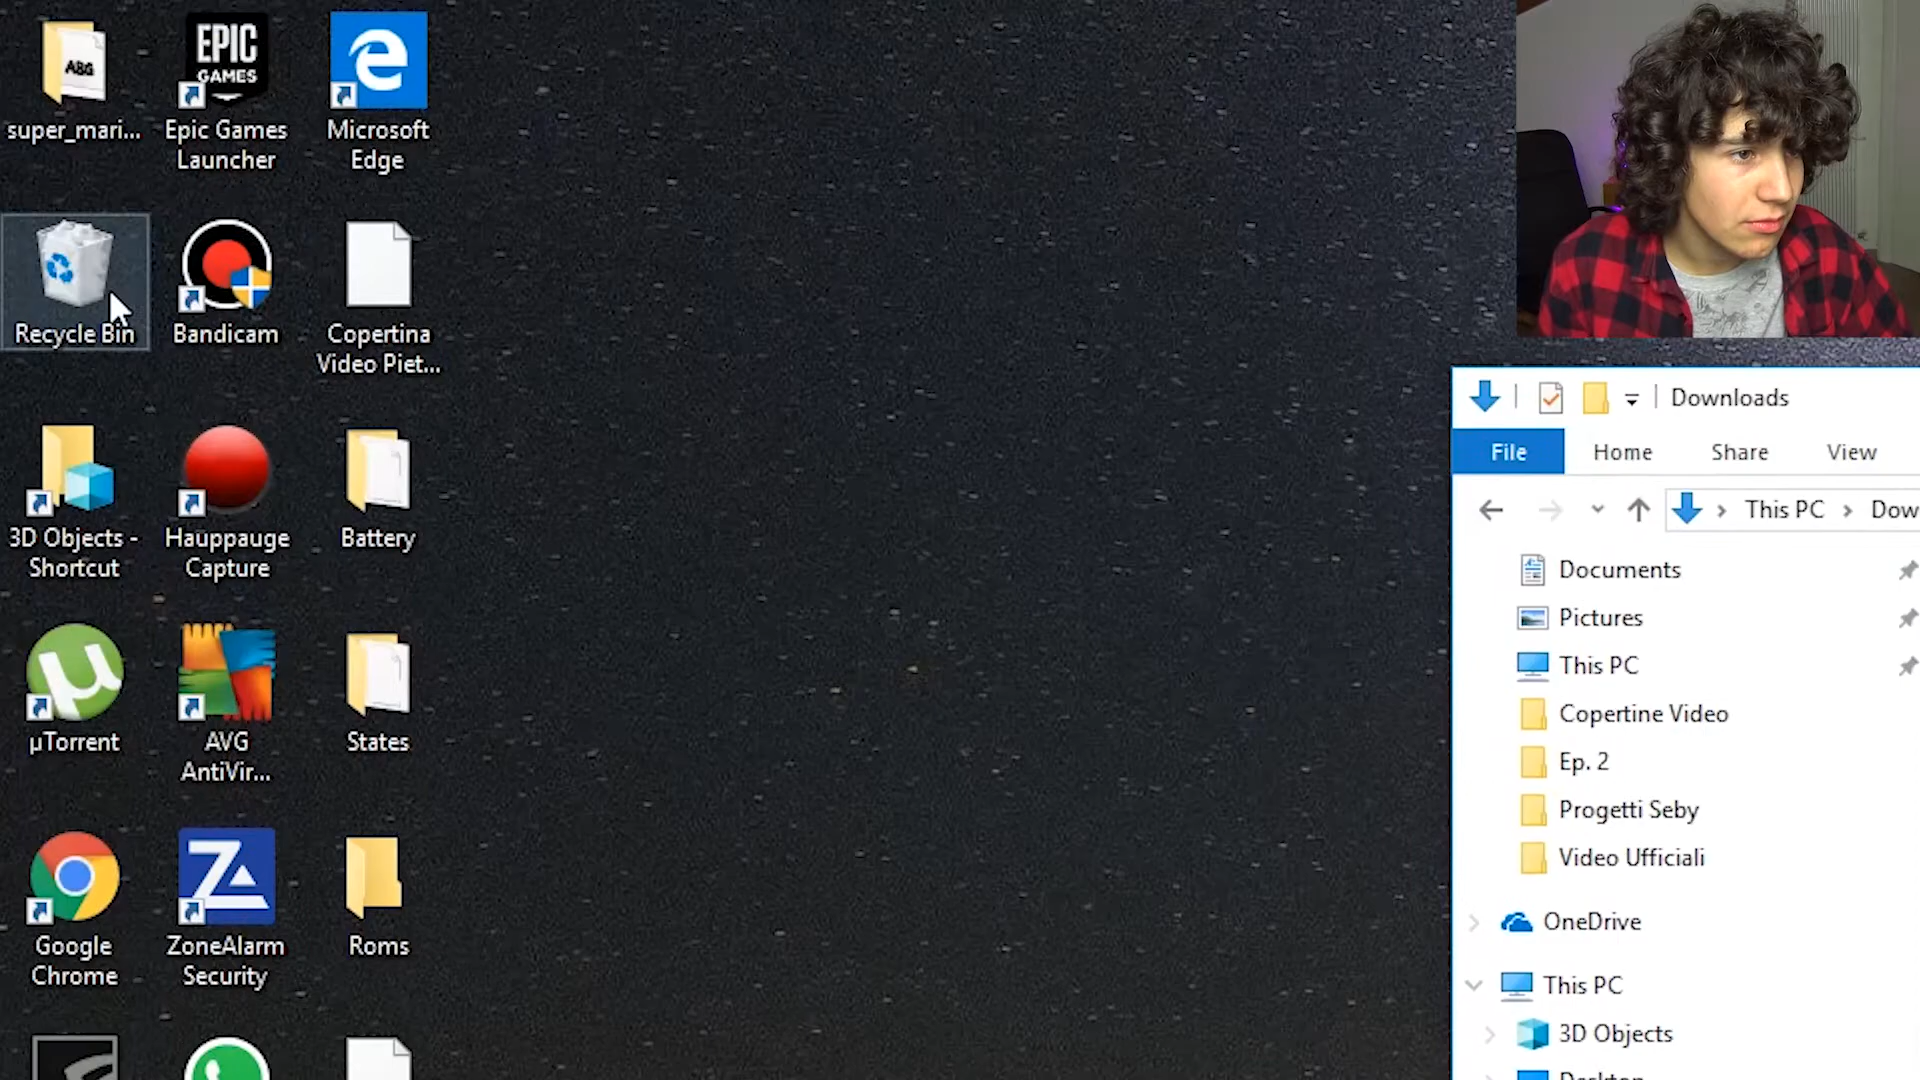 ABG
super_mari...
EPIC
GAMES
Epic Games
Launcher
Microsoft
Edge
Recycle Bin
Bandicam
Copertina
Video Piet...
3D Objects -
Shortcut
Hauppauge
Capture
Battery
µTorrent
AVG
AntiVir...
States
Google
Chrome
ZoneAlarm
Security
Roms
Downloads
File Home Share View
This PC Dow
Documents
Pictures
This PC
Copertine Video
Ep. 2
Progetti Seby
Video Ufficiali
OneDrive
This PC
3D Objects
Desktop